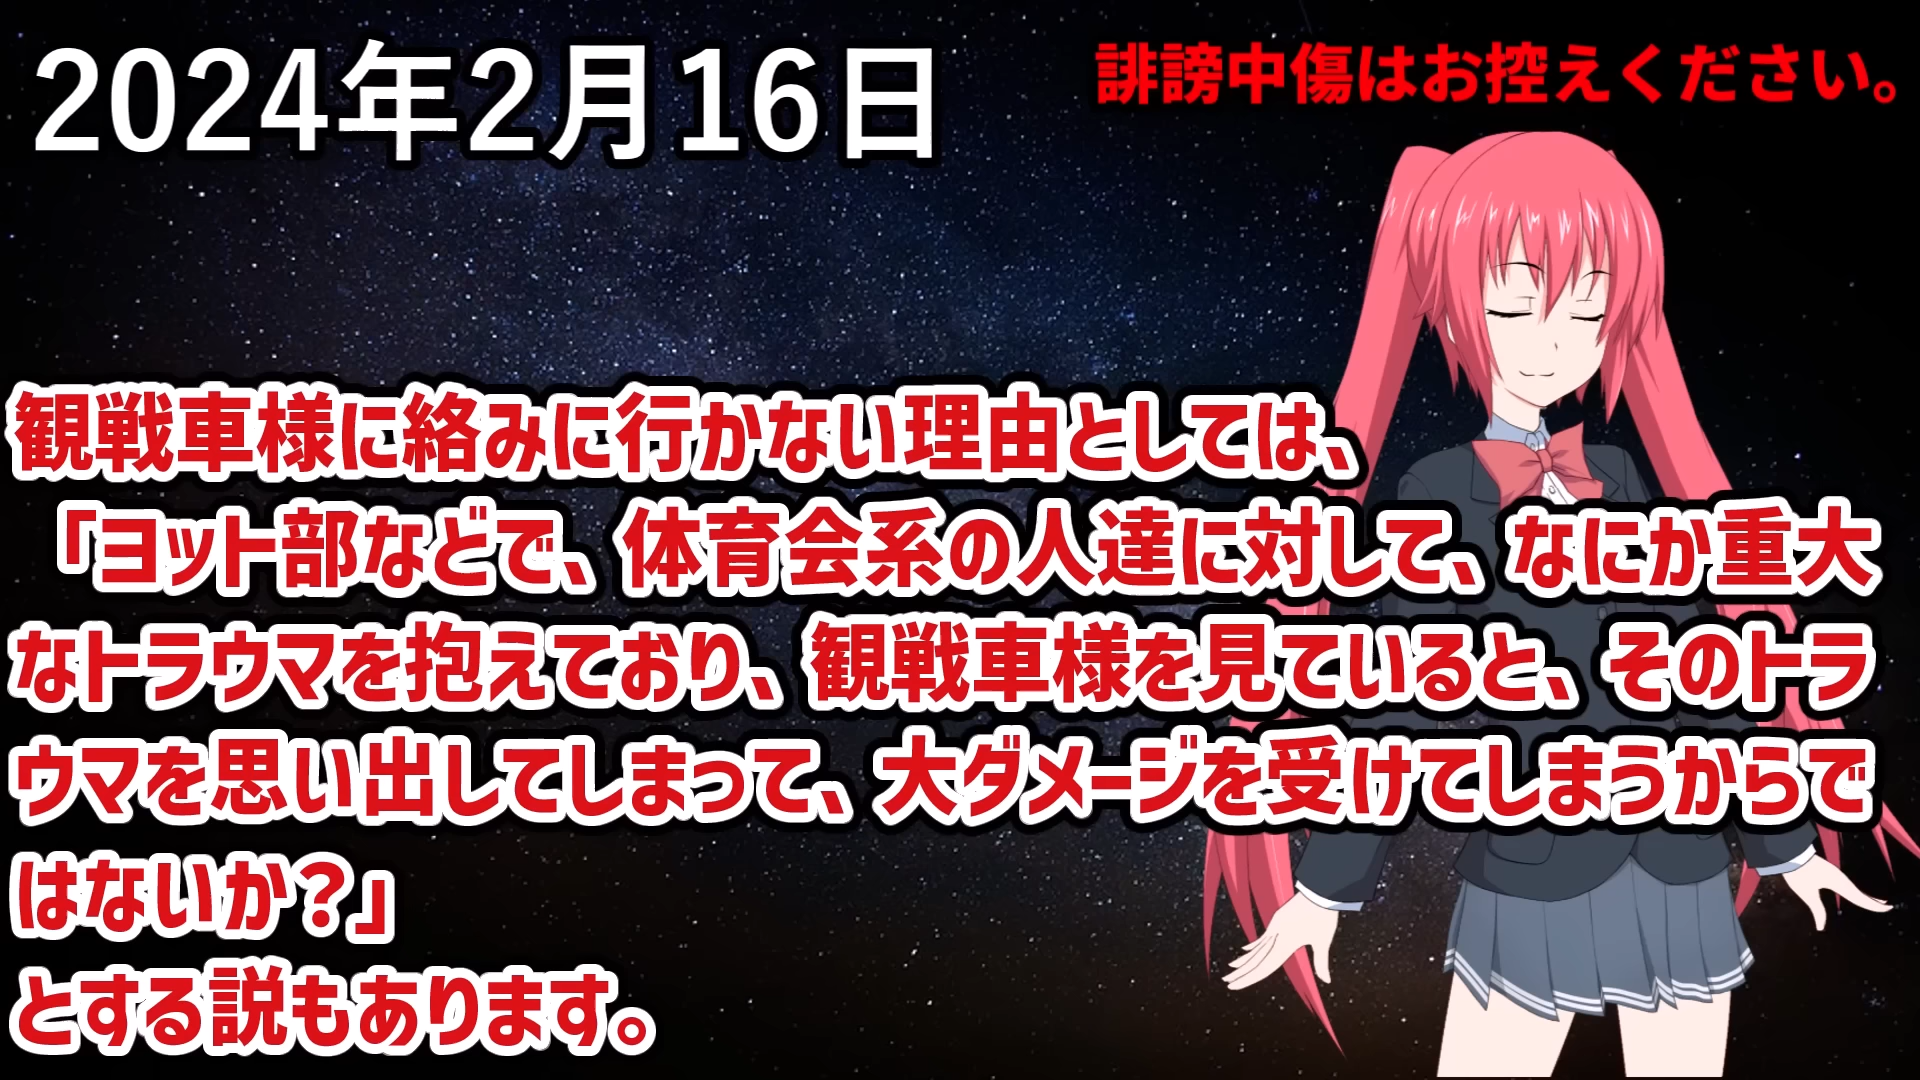 2024年2月16日
誹謗中傷はお控えください。
観戦車様に絡みに行かない理由としては、
「ヨット部などで、体育会系の人達に対して、なにか重大
なトラウマを抱えており、観戦車様を見ていると、そのトラ
ウマを思い出してしまって、大ダメージを受けてしまうからで
はないか？」
とする説もあります。